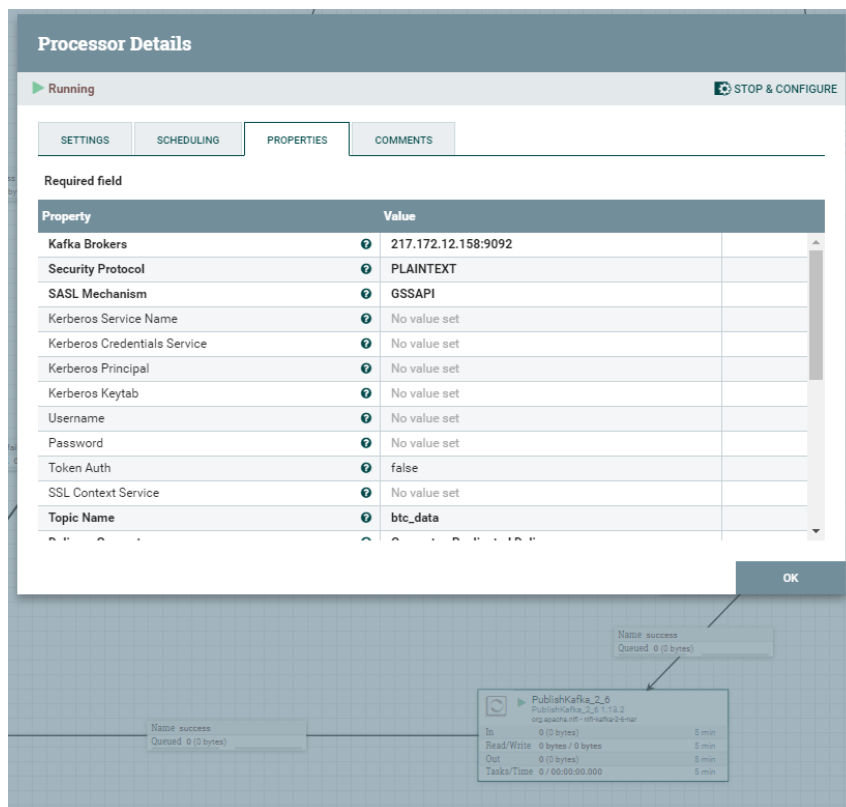 Processor Details
Running
STOP & CONFIGURE
SETTINGS SCHEDULING PROPERTIES COMMENTS
Required field
Property Value
Kafka Brokers 217.172.12.158:9092
Security Protocol PLAINTEXT
SASL Mechanism GSSAPI
Kerberos Service Name No value set
Kerberos Credentials Service No value set
Kerberos Principal No value set
Kerberos Keytab No value set
Username No value set
Password No value set
Token Auth false
SSL Context Service No value set
Topic Name btc_data
OK
Name success
Queued 0 (0 bytes)
PublishKafka_2_6
PublishKafka_2_6 1.13.2
org.apache.nifi - nifi-kafka-2-6-nar
In 0 (0 bytes) 5 min
Read/Write 0 bytes / 0 bytes 5 min
Out 0 (0 bytes) 5 min
Tasks/Time 0 / 00:00:00.000 5 min
Name success
Queued 0 (0 bytes)